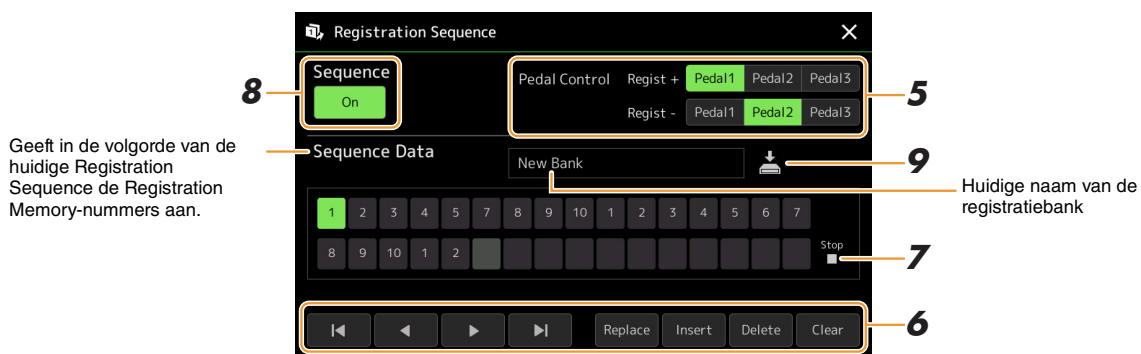 Registration Sequence
Sequence
On
Pedal Control Regist + Pedal1 Pedal2 Pedal3
Regist - Pedal1 Pedal2 Pedal3
8
5
Geeft in de volgorde van de
huidige Registration
Sequence de Registration
Memory-nummers aan.
Sequence Data
New Bank
9
Huidige naam van de
registratiebank
1 2 3 4 5 7 8 9 10 1 2 3 4 5 6 7
8 9 10 1 2
Stop
7
Replace Insert Delete Clear
6